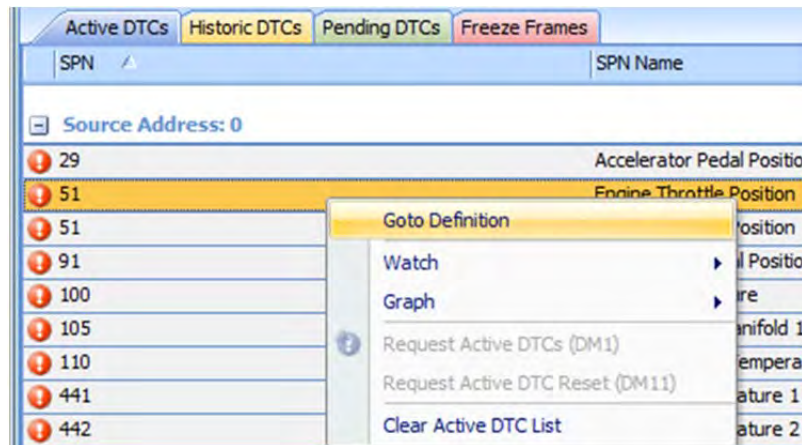 Active DTCs Historic DTCs Pending DTCs Freeze Frames
SPN SPN Name
Source Address: 0
29 Accelerator Pedal Positio
51 Engine Throttle Position
51 Position
91 l Positio
100 re
105 anifold 1
110 empera
441 ature 1
442 ature 2
Goto Definition
Watch
Graph
Request Active DTCs (DM1)
Request Active DTC Reset (DM11)
Clear Active DTC List